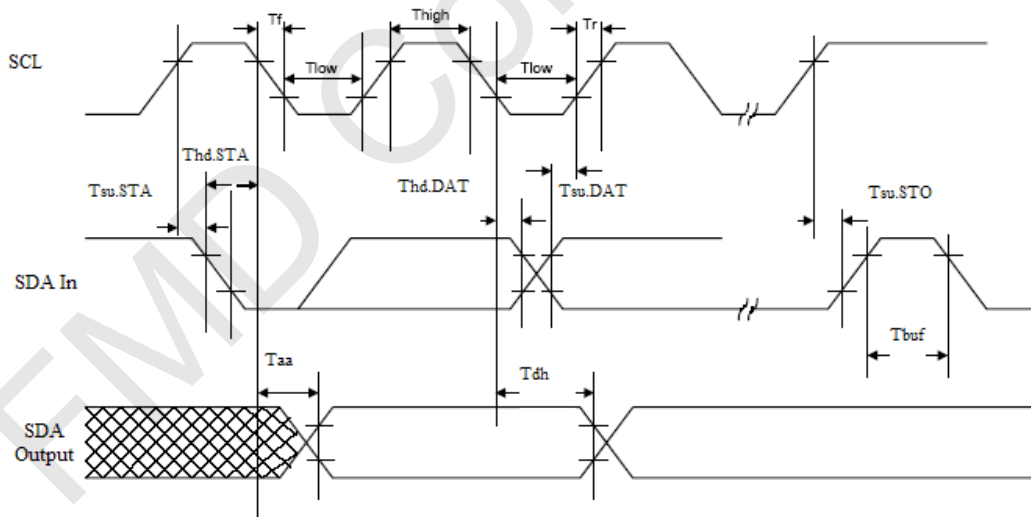 Tf
Thigh
Tr
SCL
Tlow
Tlow
Thd.STA
Tsu.STA
Thd.DAT
Tsu.DAT
Tsu.STO
SDA In
Tbuf
Taa
Tdh
SDA
Output